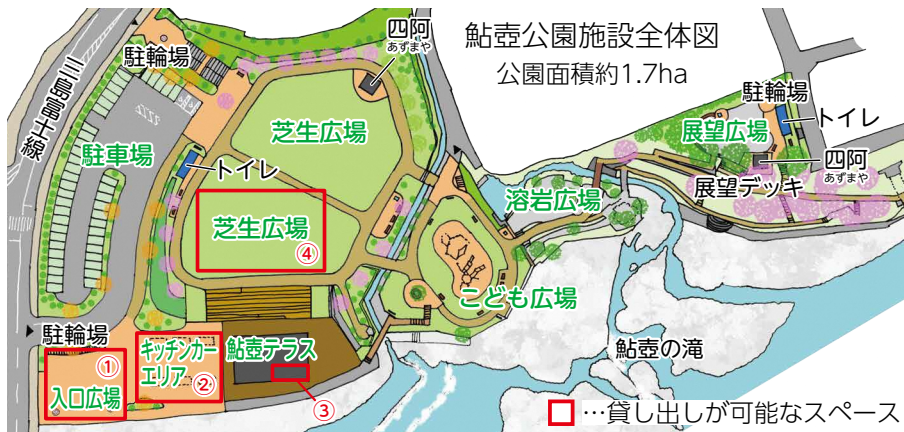 鮎壺公園施設全体図
公園面積約1.7ha
四阿
あずまや
駐輪場
三島富士線
芝生広場
駐車場
トイレ
芝生広場
④
駐輪場
トイレ
展望広場
四阿
あずまや
展望デッキ
溶岩広場
こども広場
駐輪場
①
入口広場
キッチンカー
エリア
②
鮎壺テラス
③
鮎壺の滝
…貸し出しが可能なスペース